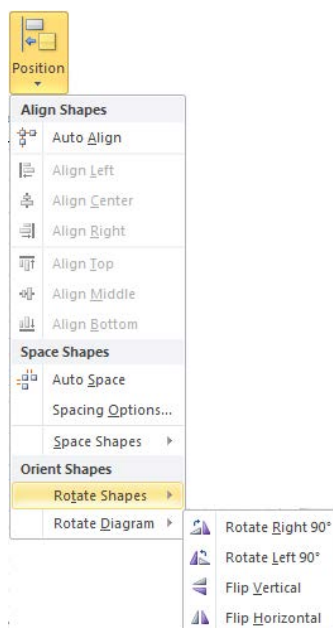 Position
Align Shapes
Auto Align
Align Left
Align Center
Align Right
Align Top
Align Middle
Align Bottom
Space Shapes
Auto Space
Spacing Options...
Space Shapes
Orient Shapes
Rotate Shapes
Rotate Diagram
Rotate Right 90°
Rotate Left 90°
Flip Vertical
Flip Horizontal